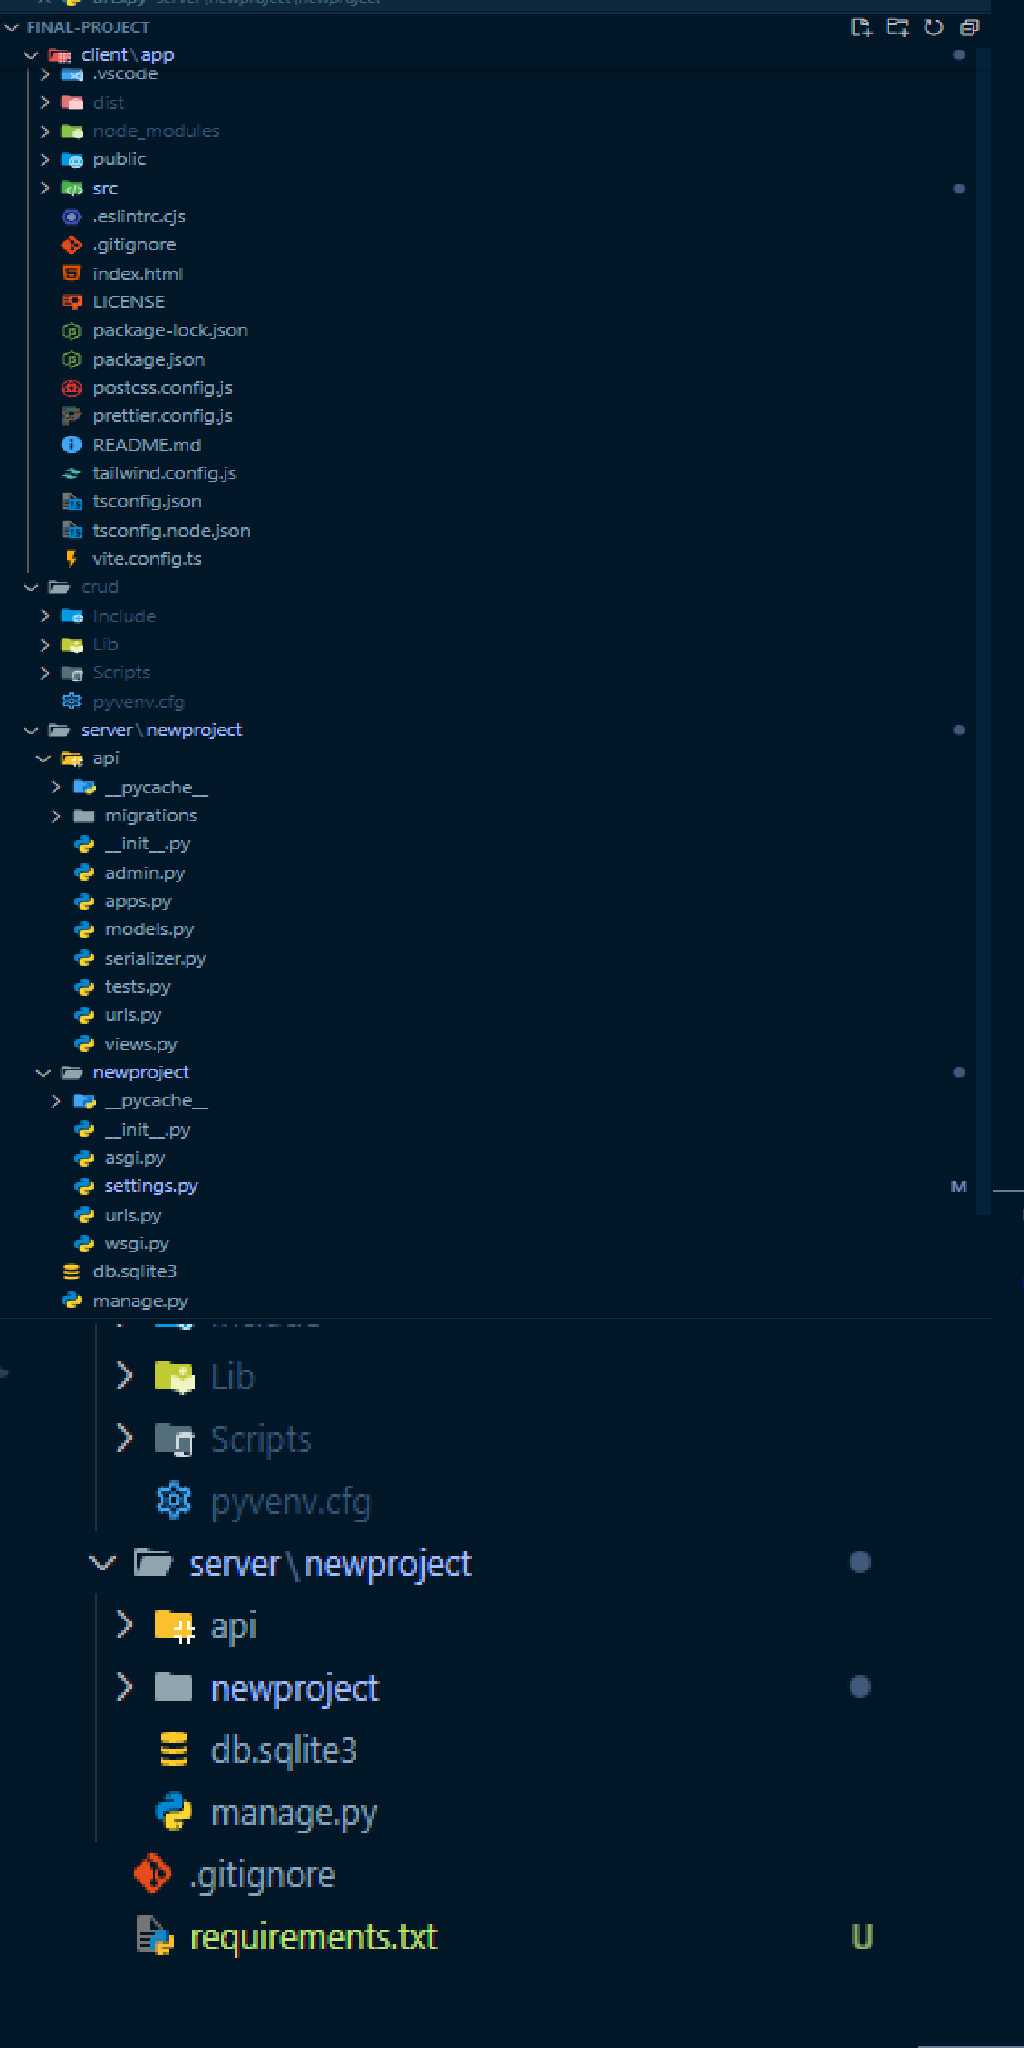 FINAL-PROJECT
client\app
.vscode
dist
node_modules
public
src
.eslintrc.cjs
.gitignore
index.html
LICENSE
package-lock.json
package.json
postcss.config.js
prettier.config.js
README.md
tailwind.config.js
tsconfig.json
tsconfig.node.json
vite.config.ts
crud
Include
Lib
Scripts
pyvenv.cfg
server\newproject
api
__pycache__
migrations
__init__.py
admin.py
apps.py
models.py
serializer.py
tests.py
urls.py
views.py
newproject
__pycache__
__init__.py
asgi.py
settings.py M
urls.py
wsgi.py
db.sqlite3
manage.py
Lib
Scripts
pyvenv.cfg
server\newproject
api
newproject
db.sqlite3
manage.py
.gitignore
requirements.txt U